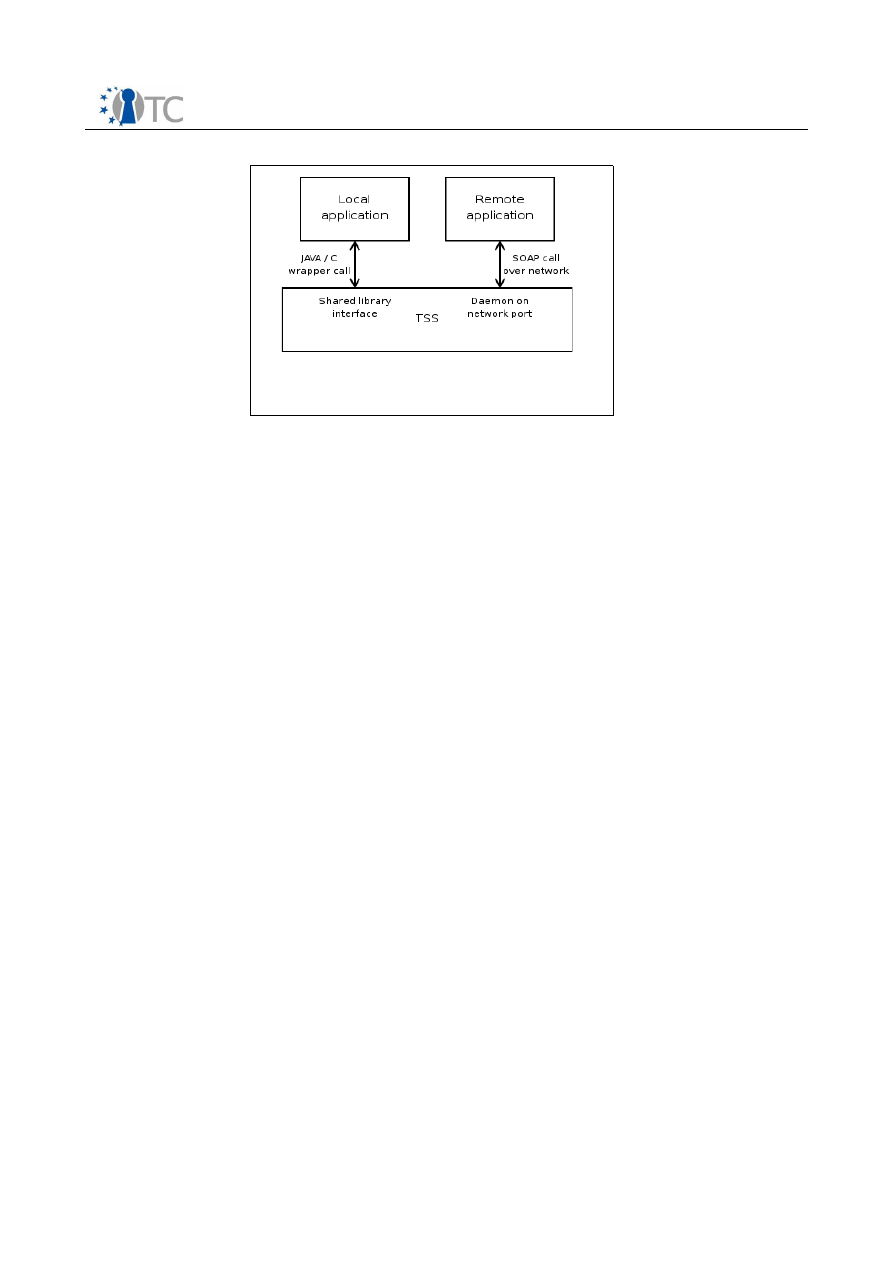 TC
Local
application
Remote
application
JAVA / C
wrapper call
SOAP call
over network
Shared library
interface
TSS
Daemon on
network port